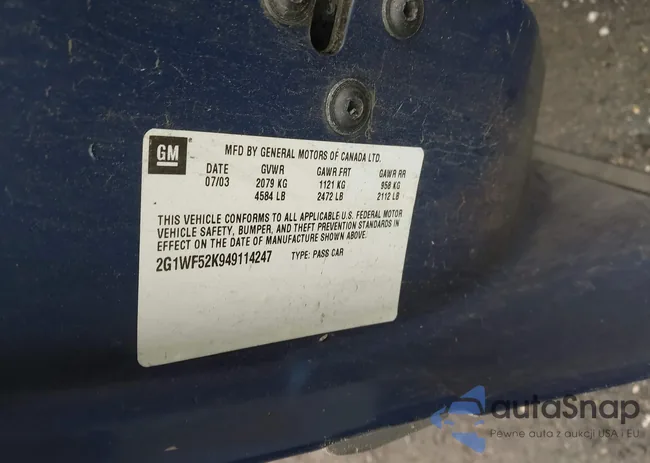 GM
MFD BY GENERAL MOTORS OF CANADA LTD.
DATE GVWR GAWR FRT GAWR RR
07/03 2079 KG 1121 KG 958 KG
4584 LB 2472 LB 2112 LB
THIS VEHICLE CONFORMS TO ALL APPLICABLE U.S. FEDERAL MOTOR
VEHICLE SAFETY, BUMPER, AND THEFT PREVENTION STANDARDS IN
EFFECT ON THE DATE OF MANUFACTURE SHOWN ABOVE.
2G1WF52K949114247 TYPE: PASS CAR
autaSnap
Pewne auta z aukcji USA i EU